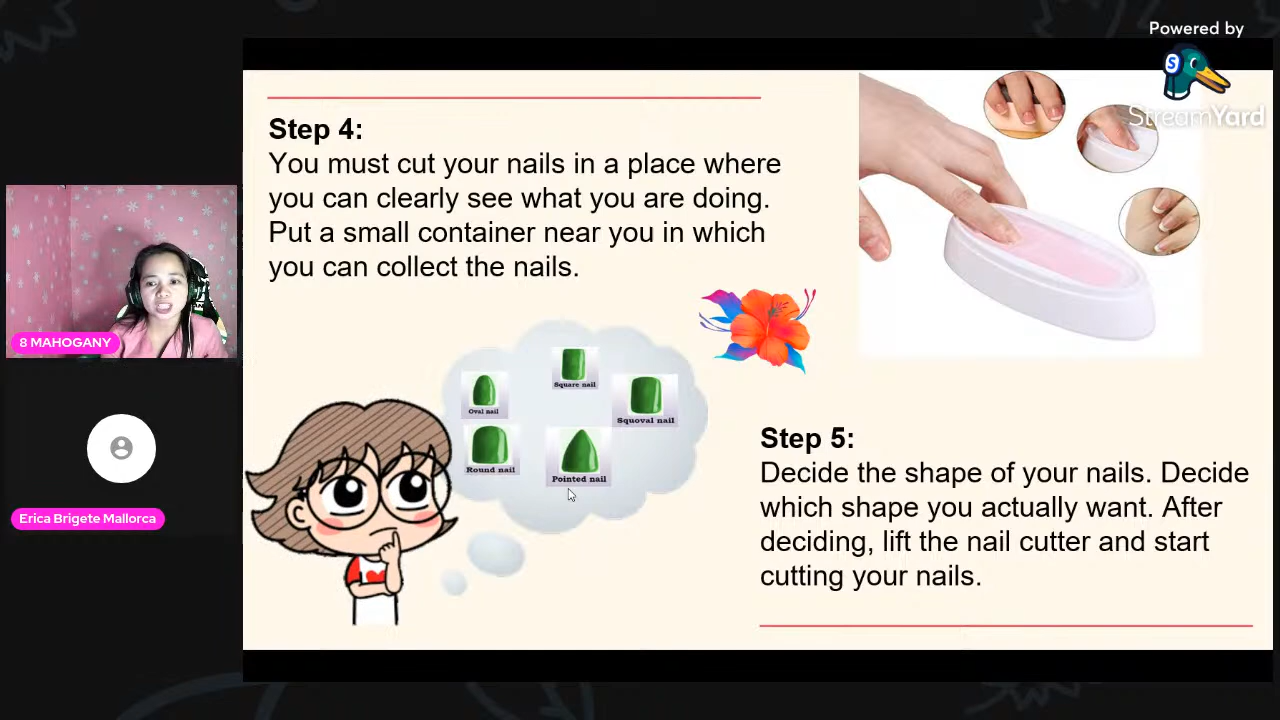 Powered by
S
StreamYard
Step 4:
You must cut your nails in a place where
you can clearly see what you are doing.
Put a small container near you in which
you can collect the nails.
8 MAHOGANY
Square nail
Oval nail
Squoval nail
Round nail
Pointed nail
Erica Brigete Mallorca
Step 5:
Decide the shape of your nails. Decide
which shape you actually want. After
deciding, lift the nail cutter and start
cutting your nails.